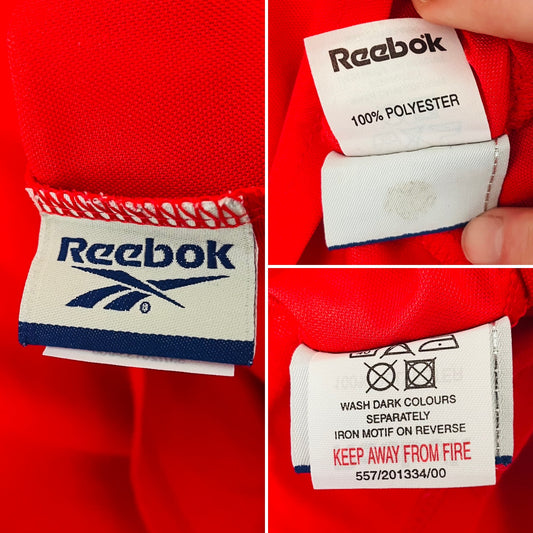 Reebok
®
Reebok
100% POLYESTER
WASH DARK COLOURS
SEPARATELY
IRON MOTIF ON REVERSE
KEEP AWAY FROM FIRE
557/201334/00